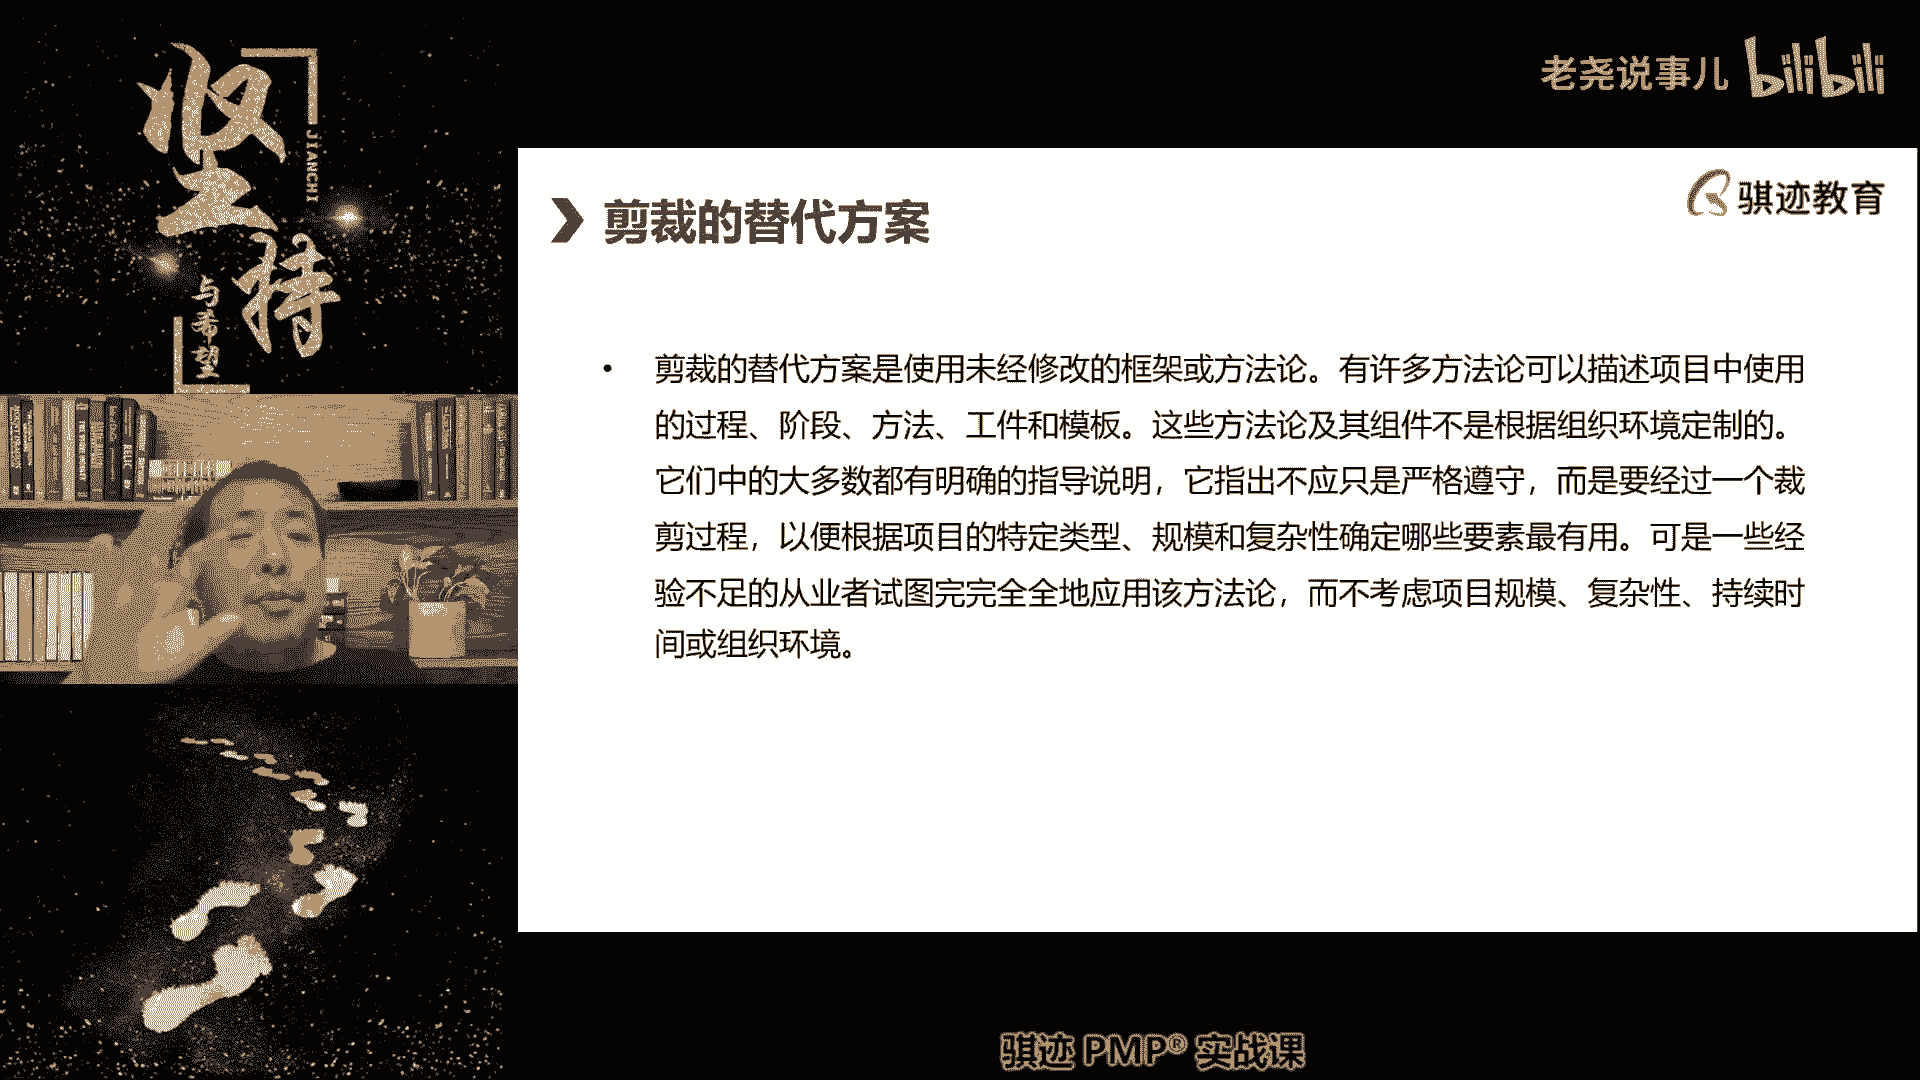 坚持
JIANCHI
与希望
老尧说事儿 bilibili
骐迹教育
剪裁的替代方案
• 剪裁的替代方案是使用未经修改的框架或方法论。有许多方法论可以描述项目中使用
的过程、阶段、方法、工件和模板。这些方法论及其组件不是根据组织环境定制的。
它们中的大多数都有明确的指导说明，它指出不应只是严格遵守，而是要经过一个裁
剪过程，以便根据项目的特定类型、规模和复杂性确定哪些要素最有用。可是一些经
验不足的从业者试图完完全全地应用该方法论，而不考虑项目规模、复杂性、持续时
间或组织环境。
骐迹 PMP® 实战课